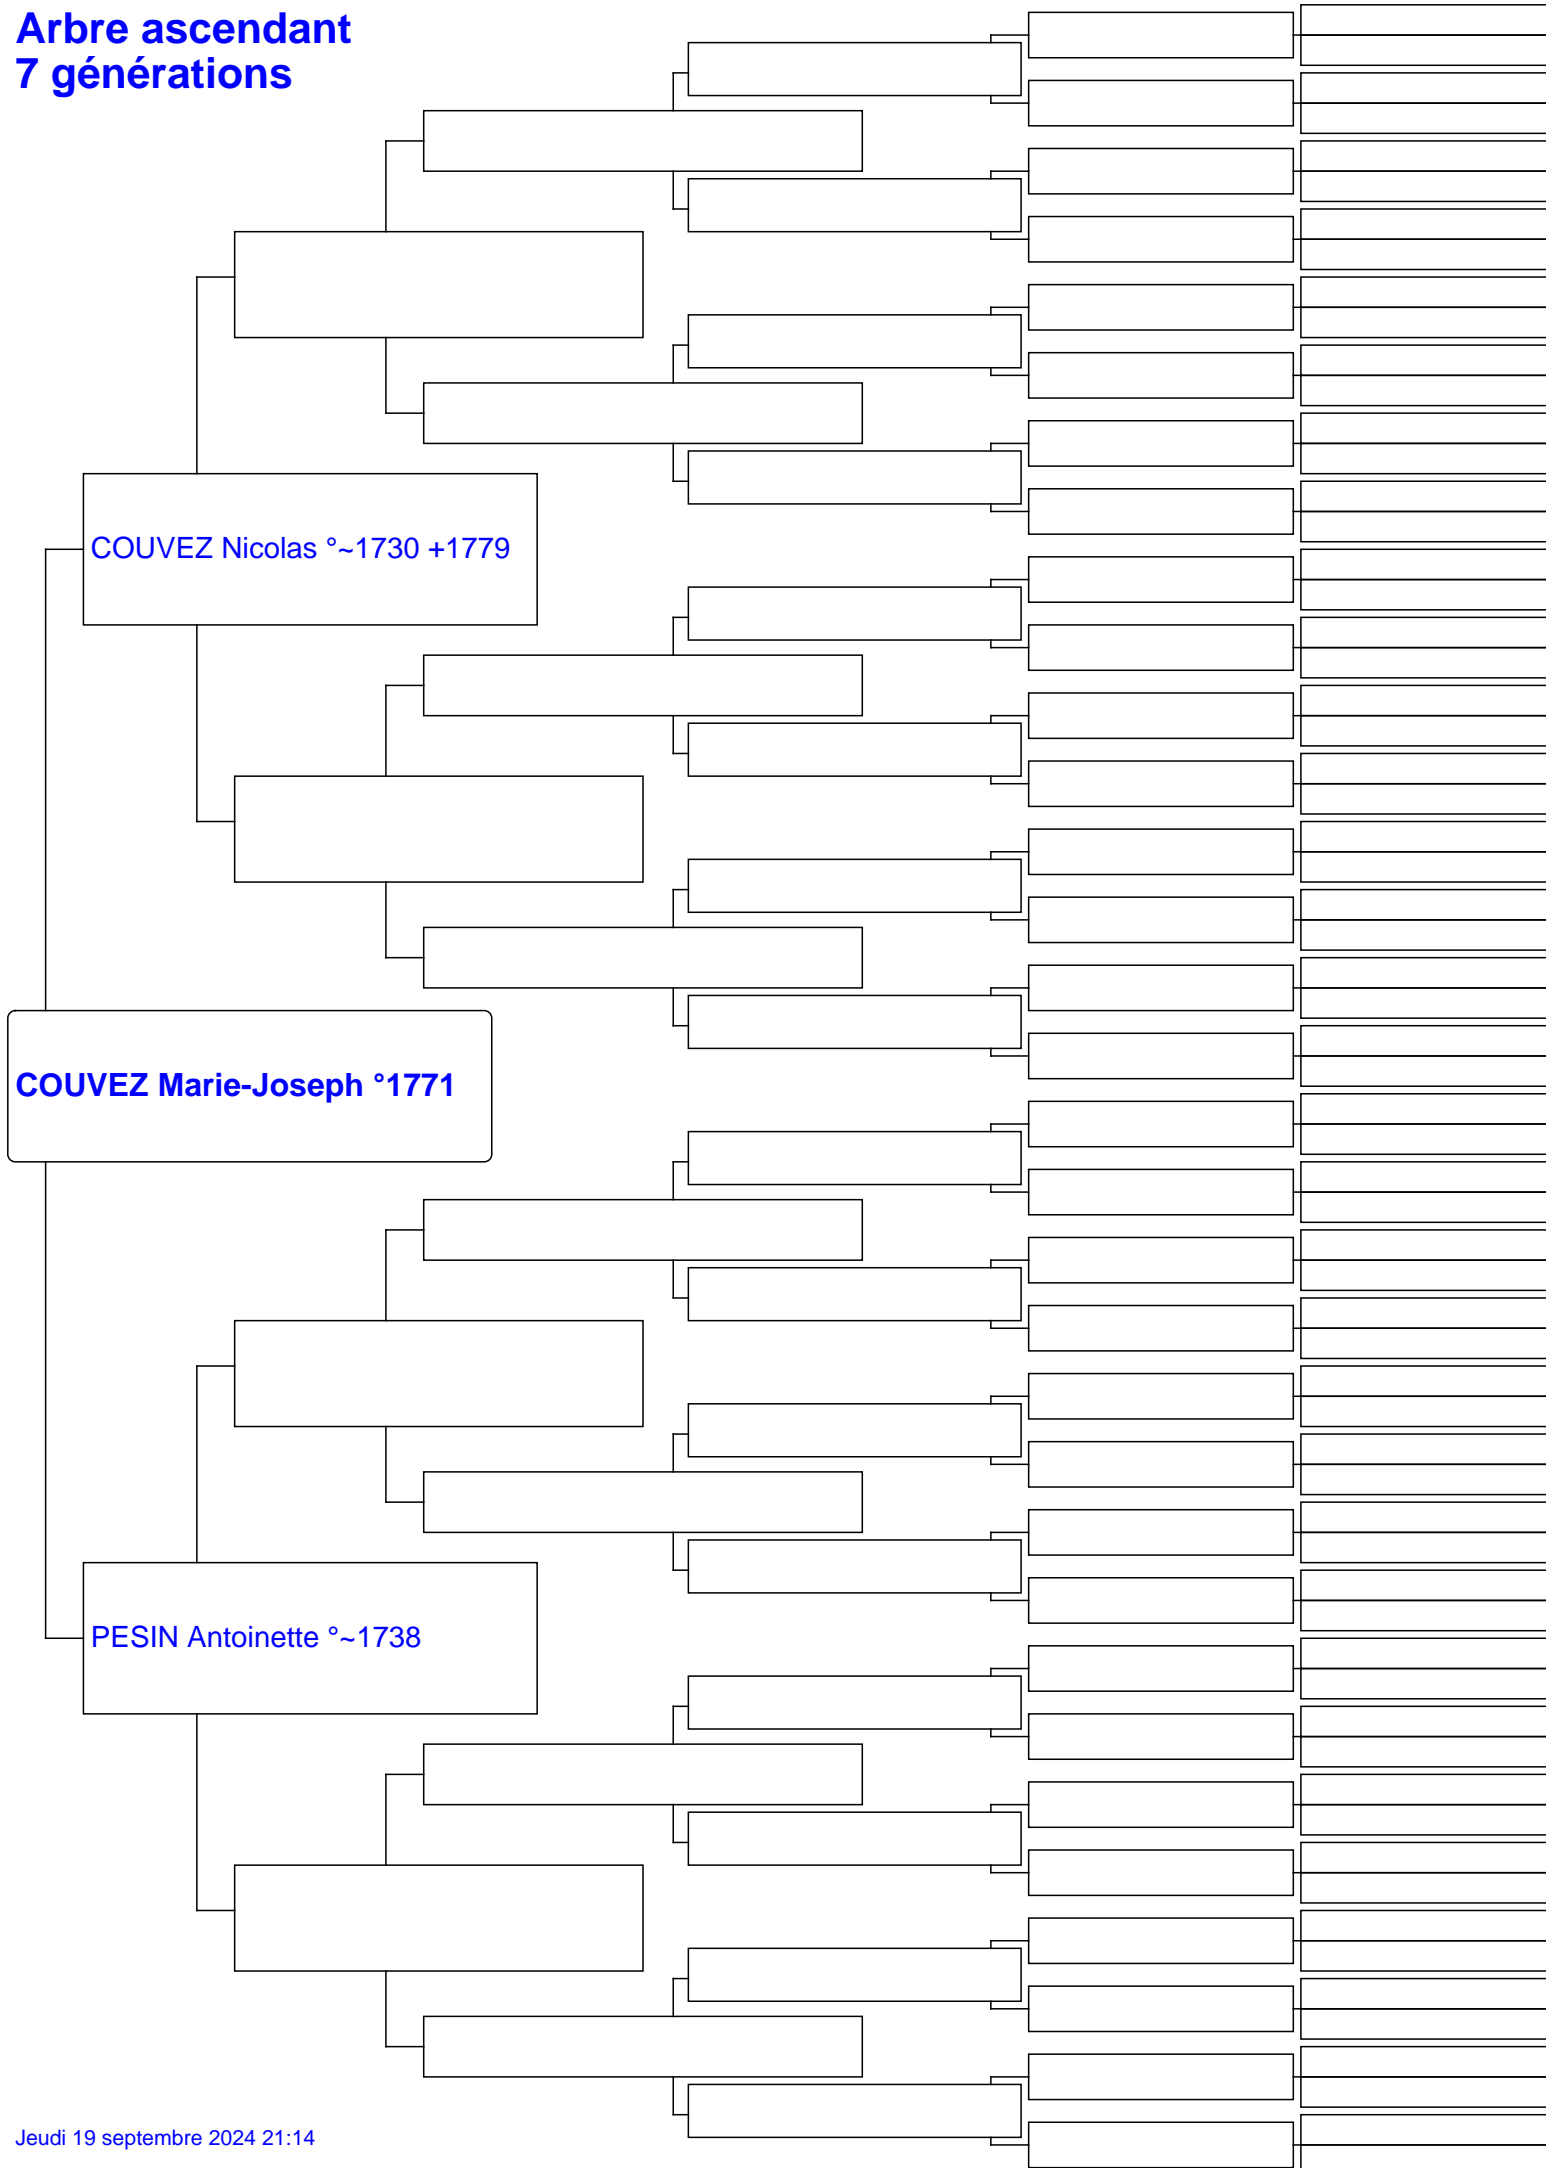 Arbre ascendant
7 générations
COUVEZ Nicolas °~1730 +1779
COUVEZ Marie-Joseph °1771
PESIN Antoinette °~1738
Jeudi 19 septembre 2024 21:14